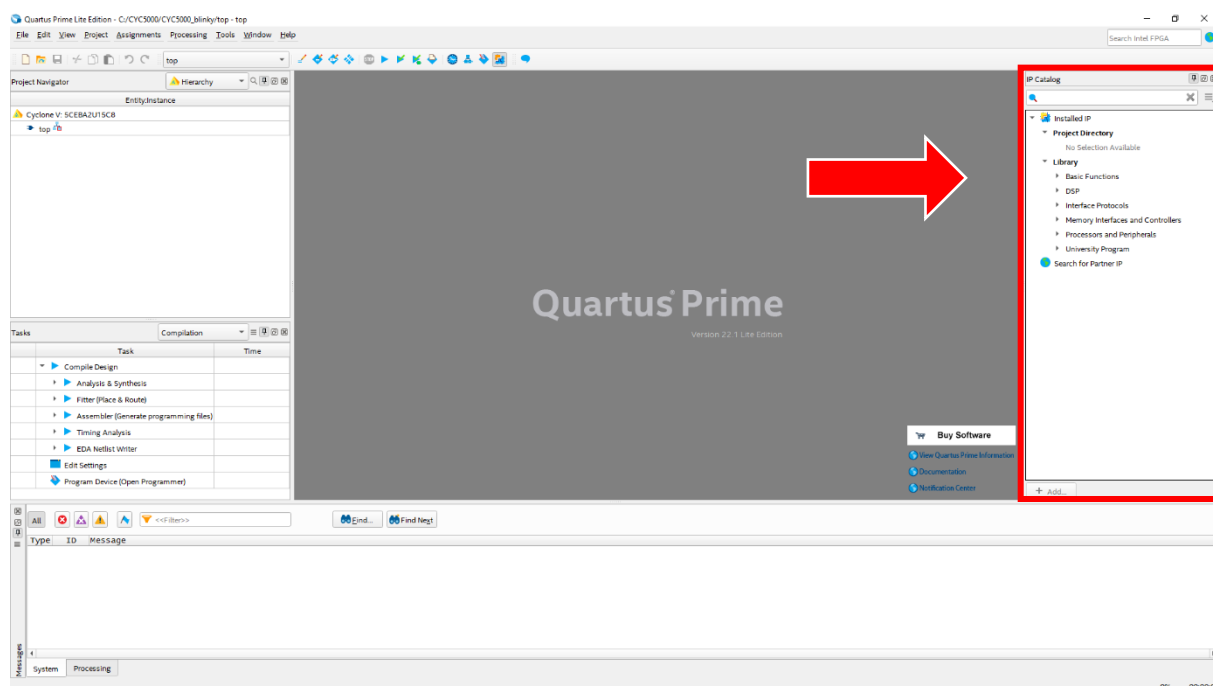 Quartus Prime Lite Edition - C:/CYC5000/CYC5000_blinky/top - top
File Edit View Project Assignments Processing Tools Window Help
Search Intel FPGA
top
Project Navigator
Hierarchy
Entity:Instance
Cyclone V: 5CEBA2U15C8
top
Quartus Prime
Version 22.1 Lite Edition
Buy Software
View Quartus Prime Information
Documentation
Notification Center
IP Catalog
Installed IP
Project Directory
No Selection Available
Library
Basic Functions
DSP
Interface Protocols
Memory Interfaces and Controllers
Processors and Peripherals
University Program
Search for Partner IP
+ Add...
Tasks
Compilation
Task Time
Compile Design
Analysis & Synthesis
Fitter (Place & Route)
Assembler (Generate programming files)
Timing Analysis
EDA Netlist Writer
Edit Settings
Program Device (Open Programmer)
All
<<Filter>>
Find...
Find Next
Type ID Message
Messages
System Processing